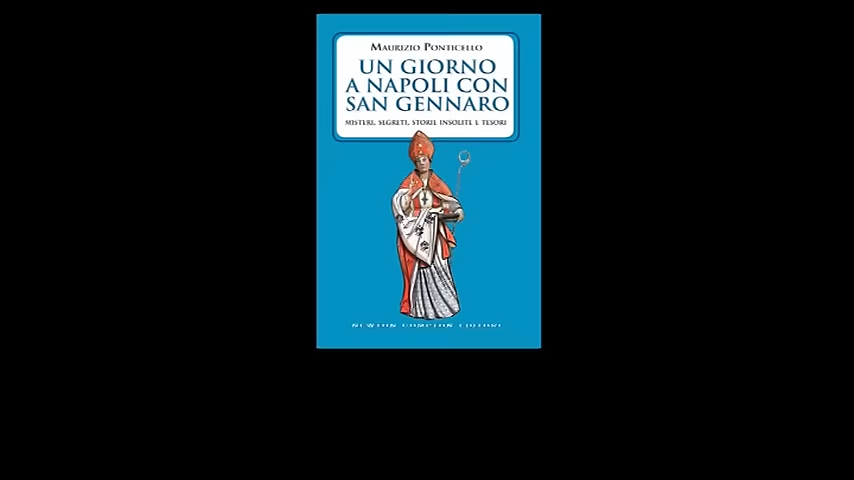 MAURIZIO PONTICELLO
UN GIORNO
A NAPOLI CON
SAN GENNARO
MISTERI, SEGRETI, STORIE INSOLITE E TESORI
NEWTON COMPTON EDITORI